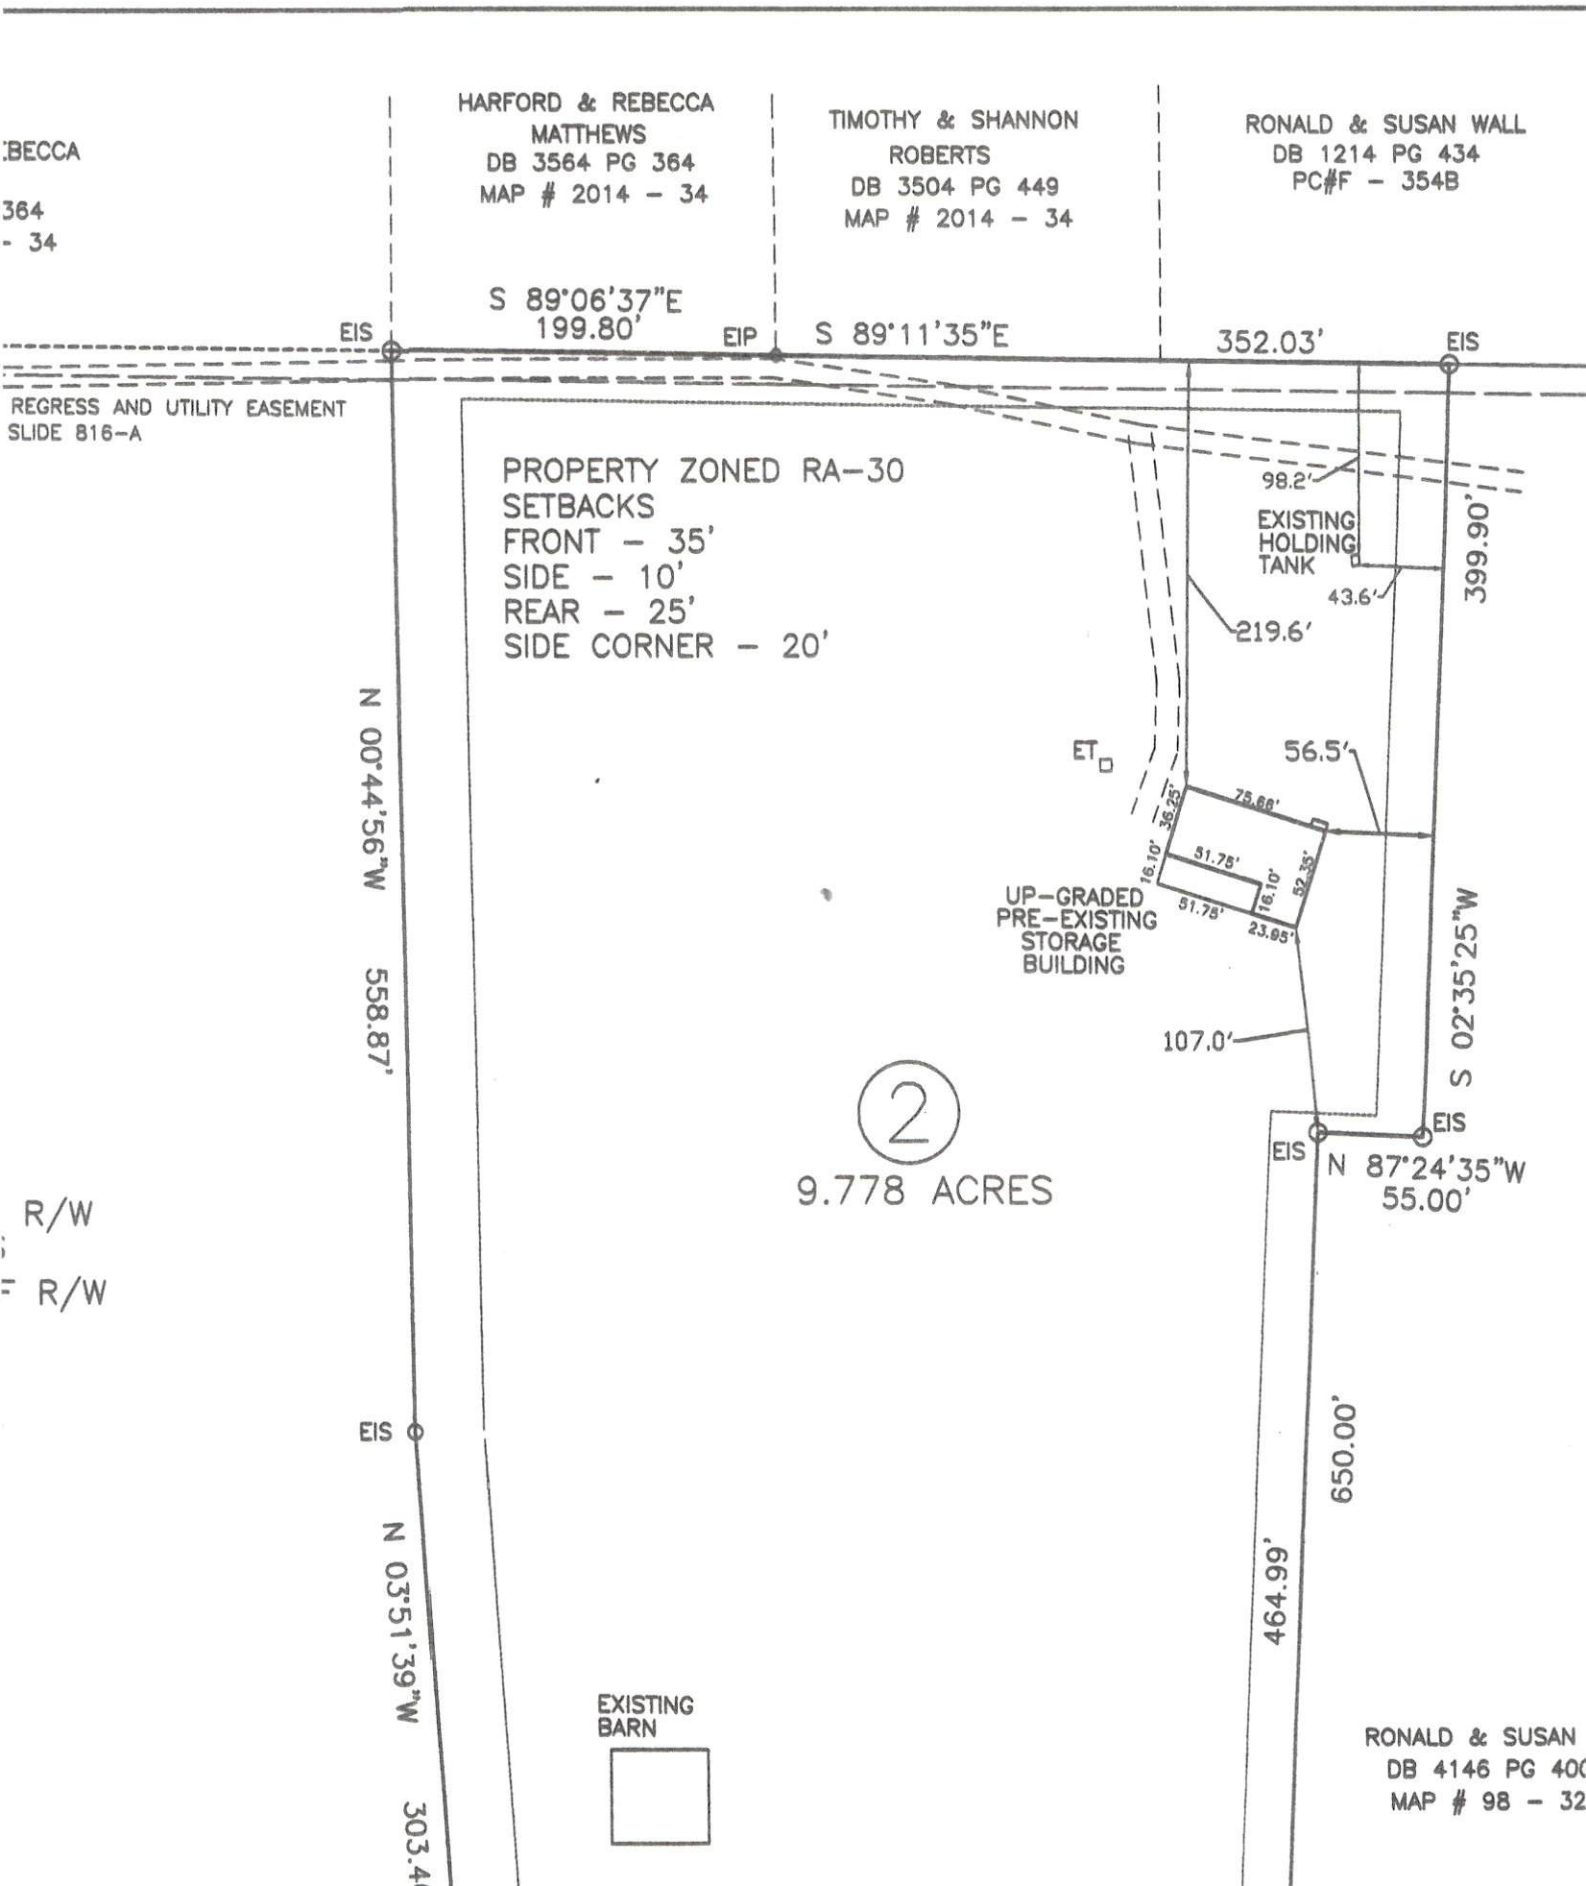 HARFORD & REBECCA
MATTHEWS
DB 3564 PG 364
MAP # 2014 - 34
TIMOTHY & SHANNON
ROBERTS
DB 3504 PG 449
MAP # 2014 - 34
RONALD & SUSAN WALL
DB 1214 PG 434
PC#F - 354B
BECCA
364
- 34
S 89°06'37"E
199.80'
EIS
EIP
S 89°11'35"E
352.03'
EIS
REGRESS AND UTILITY EASEMENT
SLIDE 816-A
PROPERTY ZONED RA-30
SETBACKS
FRONT - 35'
SIDE - 10'
REAR - 25'
SIDE CORNER - 20'
98.2'
EXISTING
HOLDING
TANK
43.6'
399.90'
219.6'
N 00°44'56"W
558.87'
ET
56.5'
75.66'
36.25'
16.10'
51.75'
16.10'
52.35'
51.75'
23.95'
UP-GRADED
PRE-EXISTING
STORAGE
BUILDING
S 02°35'25"W
107.0'
2
9.778 ACRES
EIS
EIS
N 87°24'35"W
55.00'
R/W
R/W
EIS
650.00'
464.99'
N 03°51'39"W
303.4
EXISTING
BARN
RONALD & SUSAN
DB 4146 PG 400
MAP # 98 - 32